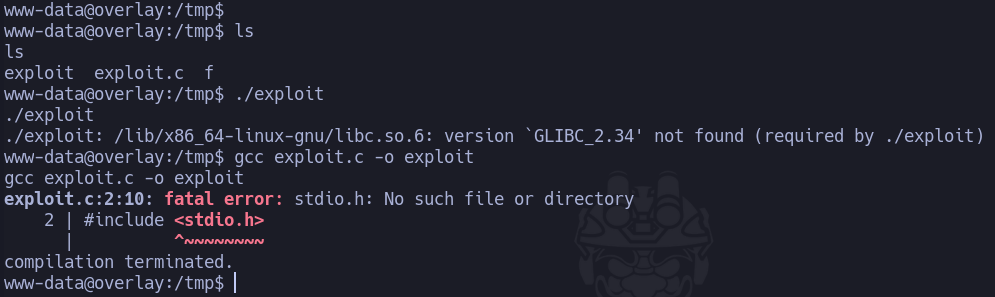 www-data@overlay:/tmp$
www-data@overlay:/tmp$ ls
ls
exploit  exploit.c  f
www-data@overlay:/tmp$ ./exploit
./exploit
./exploit: /lib/x86_64-linux-gnu/libc.so.6: version `GLIBC_2.34' not found (required by ./exploit)
www-data@overlay:/tmp$ gcc exploit.c -o exploit
gcc exploit.c -o exploit
exploit.c:2:10: fatal error: stdio.h: No such file or directory
    2 | #include <stdio.h>
      |          ^~~~~~~~~
compilation terminated.
www-data@overlay:/tmp$